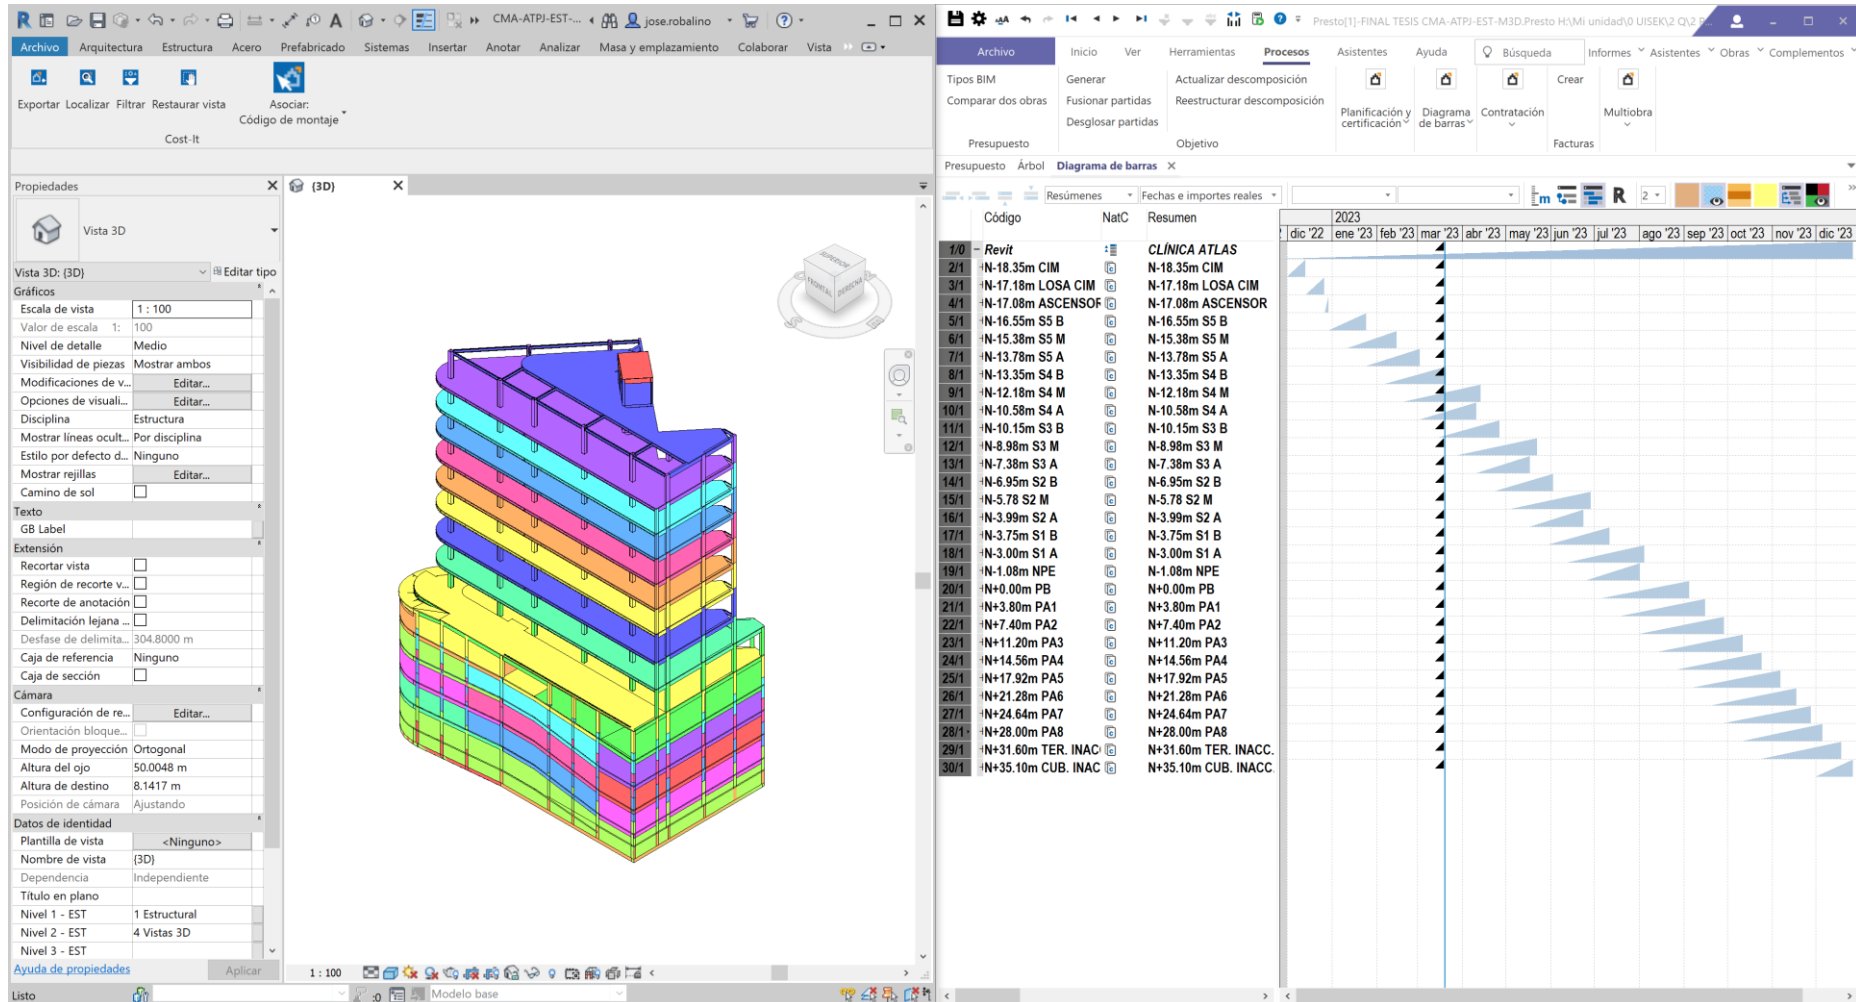 CMA-ATPJ-EST-...
jose.robalino
Archivo Arquitectura Estructura Acero Prefabricado Sistemas Insertar Anotar Analizar Masa y emplazamiento Colaborar Vista
Exportar Localizar Filtrar Restaurar vista Asociar:
Código de montaje
Cost-It
Propiedades
{3D}
Vista 3D
Vista 3D: {3D} Editar tipo
Gráficos
Escala de vista 1 : 100
Valor de escala 1: 100
Nivel de detalle Medio
Visibilidad de piezas Mostrar ambos
Modificaciones de v... Editar...
Opciones de visuali... Editar...
Disciplina Estructura
Mostrar líneas ocult... Por disciplina
Estilo por defecto d... Ninguno
Mostrar rejillas Editar...
Camino de sol
Texto
GB Label
Extensión
Recortar vista
Región de recorte v...
Recorte de anotación
Delimitación lejana ...
Desfase de delimita... 304.8000 m
Caja de referencia Ninguno
Caja de sección
Cámara
Configuración de re... Editar...
Orientación bloque...
Modo de proyección Ortogonal
Altura del ojo 50.0048 m
Altura de destino 8.1417 m
Posición de cámara Ajustando
Datos de identidad
Plantilla de vista <Ninguno>
Nombre de vista {3D}
Dependencia Independiente
Título en plano
Nivel 1 - EST 1 Estructural
Nivel 2 - EST 4 Vistas 3D
Nivel 3 - EST
Ayuda de propiedades Aplicar
SUPERIOR
FRONTAL
DERECHA
1 : 100
Listo :0 Modelo base
Presto[1]-FINAL TESIS CMA-ATPJ-EST-M3D.Presto H:\Mi unidad\0 UISEK\2 Q\2
Archivo Inicio Ver Herramientas Procesos Asistentes Ayuda Búsqueda Informes Asistentes Obras Complementos
Tipos BIM Generar Actualizar descomposición Crear
Comparar dos obras Fusionar partidas Reestructurar descomposición
Desglosar partidas
Planificación y certificación Diagrama de barras Contratación Multiobra
Presupuesto Objetivo Facturas
Presupuesto Árbol Diagrama de barras
Resúmenes Fechas e importes reales m R 2
Código NatC Resumen
2023
dic '22 ene '23 feb '23 mar '23 abr '23 may '23 jun '23 jul '23 ago '23 sep '23 oct '23 nov '23 dic '23
1/0 Revit CLÍNICA ATLAS
2/1 N-18.35m CIM N-18.35m CIM
3/1 N-17.18m LOSA CIM N-17.18m LOSA CIM
4/1 N-17.08m ASCENSOR N-17.08m ASCENSOR
5/1 N-16.55m S5 B N-16.55m S5 B
6/1 N-15.38m S5 M N-15.38m S5 M
7/1 N-13.78m S5 A N-13.78m S5 A
8/1 N-13.35m S4 B N-13.35m S4 B
9/1 N-12.18m S4 M N-12.18m S4 M
10/1 N-10.58m S4 A N-10.58m S4 A
11/1 N-10.15m S3 B N-10.15m S3 B
12/1 N-8.98m S3 M N-8.98m S3 M
13/1 N-7.38m S3 A N-7.38m S3 A
14/1 N-6.95m S2 B N-6.95m S2 B
15/1 N-5.78 S2 M N-5.78 S2 M
16/1 N-3.99m S2 A N-3.99m S2 A
17/1 N-3.75m S1 B N-3.75m S1 B
18/1 N-3.00m S1 A N-3.00m S1 A
19/1 N-1.08m NPE N-1.08m NPE
20/1 N+0.00m PB N+0.00m PB
21/1 N+3.80m PA1 N+3.80m PA1
22/1 N+7.40m PA2 N+7.40m PA2
23/1 N+11.20m PA3 N+11.20m PA3
24/1 N+14.56m PA4 N+14.56m PA4
25/1 N+17.92m PA5 N+17.92m PA5
26/1 N+21.28m PA6 N+21.28m PA6
27/1 N+24.64m PA7 N+24.64m PA7
28/1 N+28.00m PA8 N+28.00m PA8
29/1 N+31.60m TER. INAC N+31.60m TER. INACC.
30/1 N+35.10m CUB. INAC N+35.10m CUB. INACC.